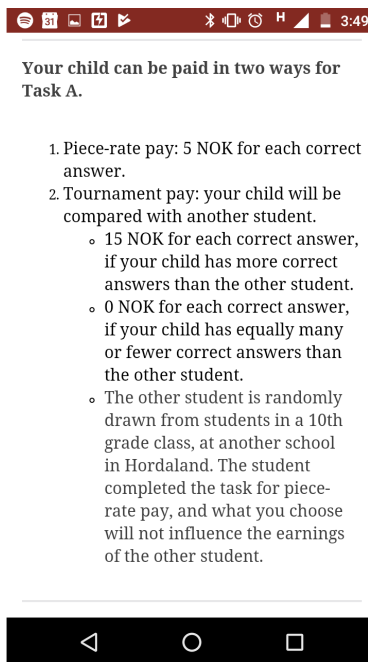 31 H 3:49
Your child can be paid in two ways for
Task A.
1. Piece-rate pay: 5 NOK for each correct
answer.
2. Tournament pay: your child will be
compared with another student.
15 NOK for each correct answer,
if your child has more correct
answers than the other student.
0 NOK for each correct answer,
if your child has equally many
or fewer correct answers than
the other student.
The other student is randomly
drawn from students in a 10th
grade class, at another school
in Hordaland. The student
completed the task for piece-
rate pay, and what you choose
will not influence the earnings
of the other student.